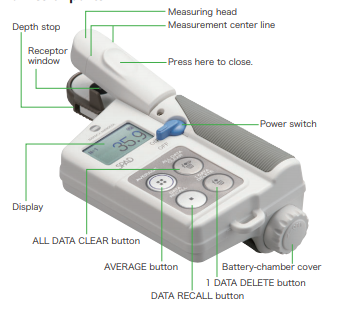 Measuring head
Depth stop
Measurement center line
Receptor
window
Press here to close.
Power switch
35.9
SPAD
Display
ALL DATA CLEAR button
AVERAGE button
Battery-chamber cover
1 DATA DELETE button
DATA RECALL button